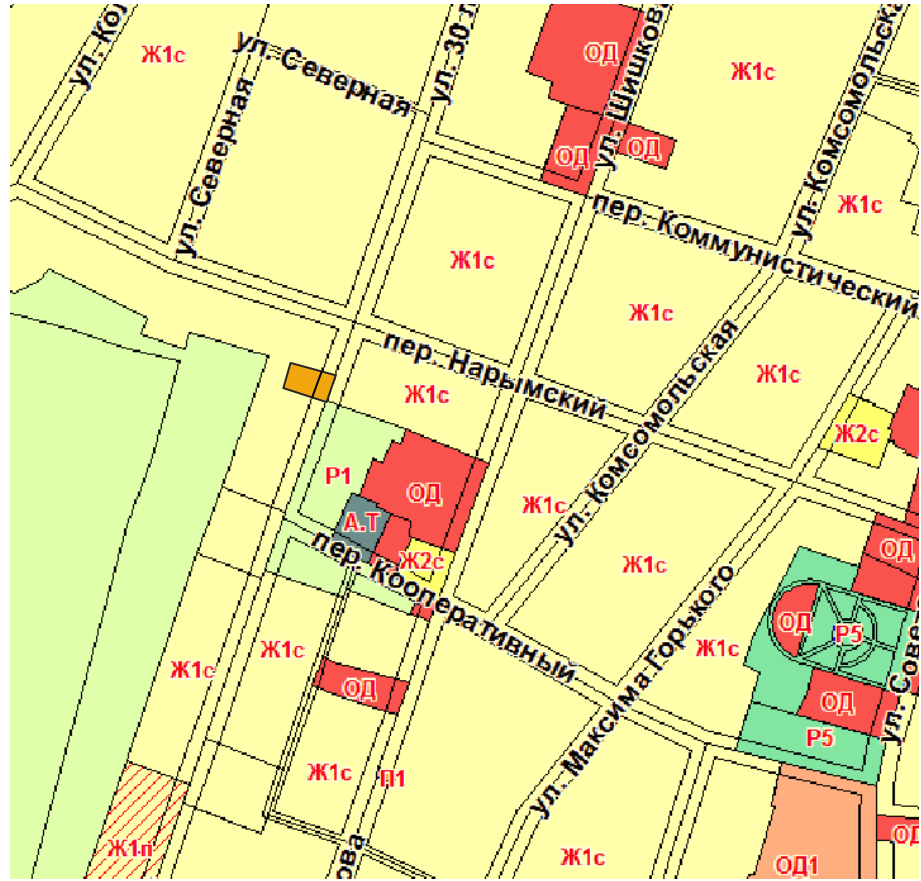 Ж1с
ул. Северная
ул. 30
ОД
ул. Шишкова
Ж1с
ул. Комсомольская
ОД
ОД
ул. Северная
Ж1с
пер. Коммунистический
Ж1с
Ж1с
пер. Нарымский
Ж1с
Ж1с
ул. Комсомольская
Ж2с
Р1
ОД
Ж1с
А.Т
пер. Кооперативный
Ж2с
Ж1с
ОД
Ж1с
ОД
Р5
Ж1с
Ж1с
ОД
ул. Максима Горького
ОД
Р5
Ж1с
П1
Ж1п
Ж1с
ОД1
ОД